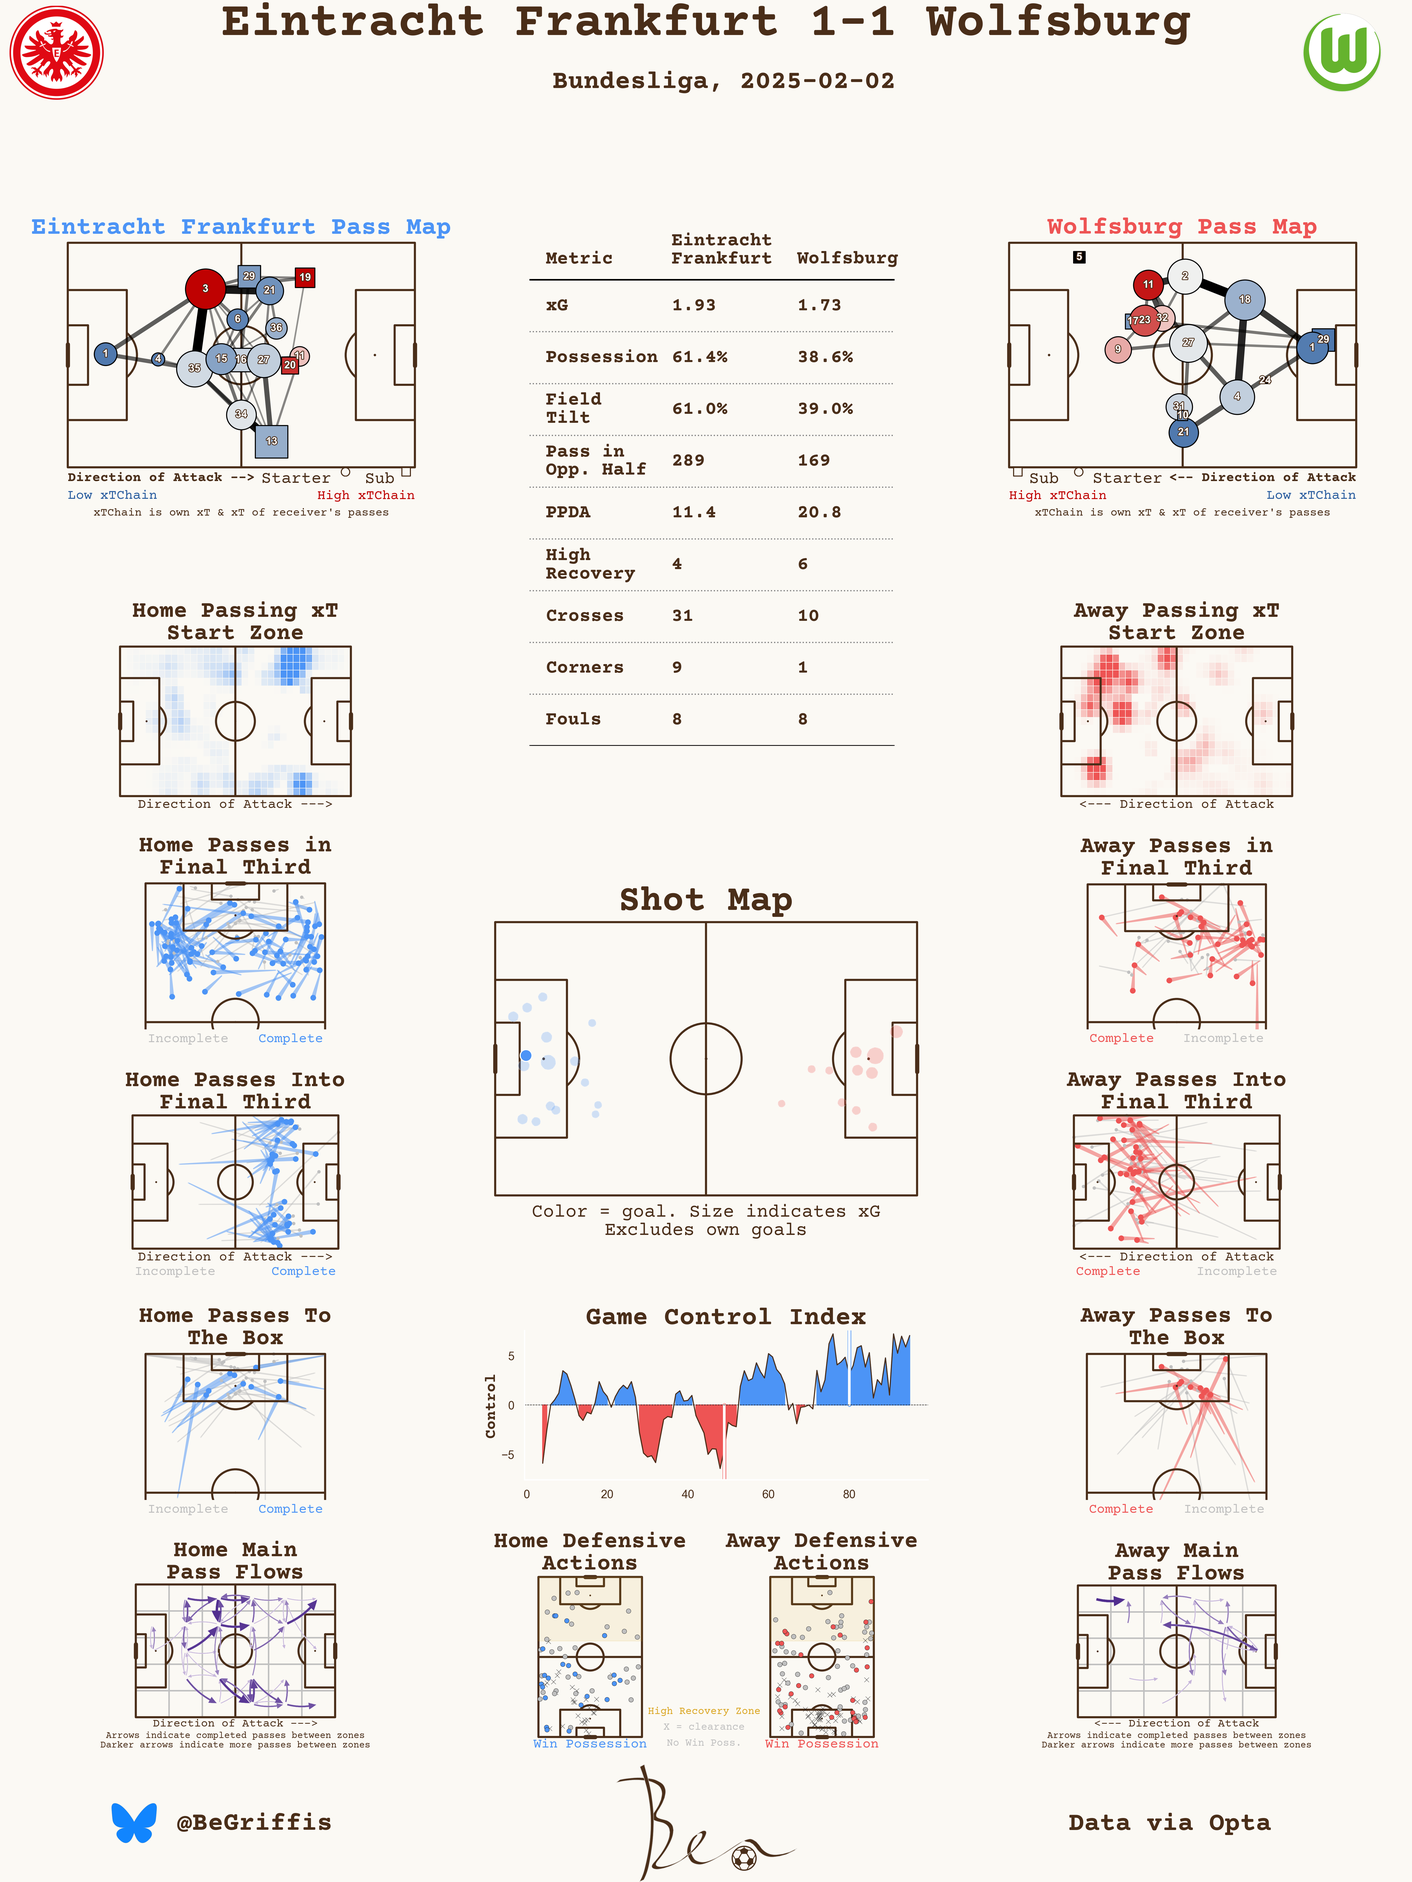 Eintracht Frankfurt 1-1 Wolfsburg
Bundesliga, 2025-02-02
Eintracht Frankfurt Pass Map
3
29
19
21
6
36
1
4
35
15
16
27
20
11
34
13
Direction of Attack --> Starter Sub
Low xTChain High xTChain
xTChain is own xT & xT of receiver's passes
Metric Eintracht Frankfurt Wolfsburg
xG 1.93 1.73
Possession 61.4% 38.6%
Field Tilt 61.0% 39.0%
Pass in Opp. Half 289 169
PPDA 11.4 20.8
High Recovery 4 6
Crosses 31 10
Corners 9 1
Fouls 8 8
Wolfsburg Pass Map
5
2
11
18
17
23
32
9
27
29
1
24
4
31
10
21
Sub Starter <-- Direction of Attack
High xTChain Low xTChain
xTChain is own xT & xT of receiver's passes
Home Passing xT
Start Zone
Direction of Attack --->
Away Passing xT
Start Zone
<--- Direction of Attack
Home Passes in
Final Third
Incomplete Complete
Away Passes in
Final Third
Complete Incomplete
Shot Map
Color = goal. Size indicates xG
Excludes own goals
Home Passes Into
Final Third
Direction of Attack --->
Incomplete Complete
Away Passes Into
Final Third
<--- Direction of Attack
Complete Incomplete
Home Passes To
The Box
Incomplete Complete
Game Control Index
Control
5
0
−5
0 20 40 60 80
Away Passes To
The Box
Complete Incomplete
Home Main
Pass Flows
Direction of Attack --->
Arrows indicate completed passes between zones
Darker arrows indicate more passes between zones
Home Defensive
Actions
Win Possession
Away Defensive
Actions
Win Possession
High Recovery Zone
X = clearance
No Win Poss.
Away Main
Pass Flows
<--- Direction of Attack
Arrows indicate completed passes between zones
Darker arrows indicate more passes between zones
@BeGriffis
Ben
Data via Opta